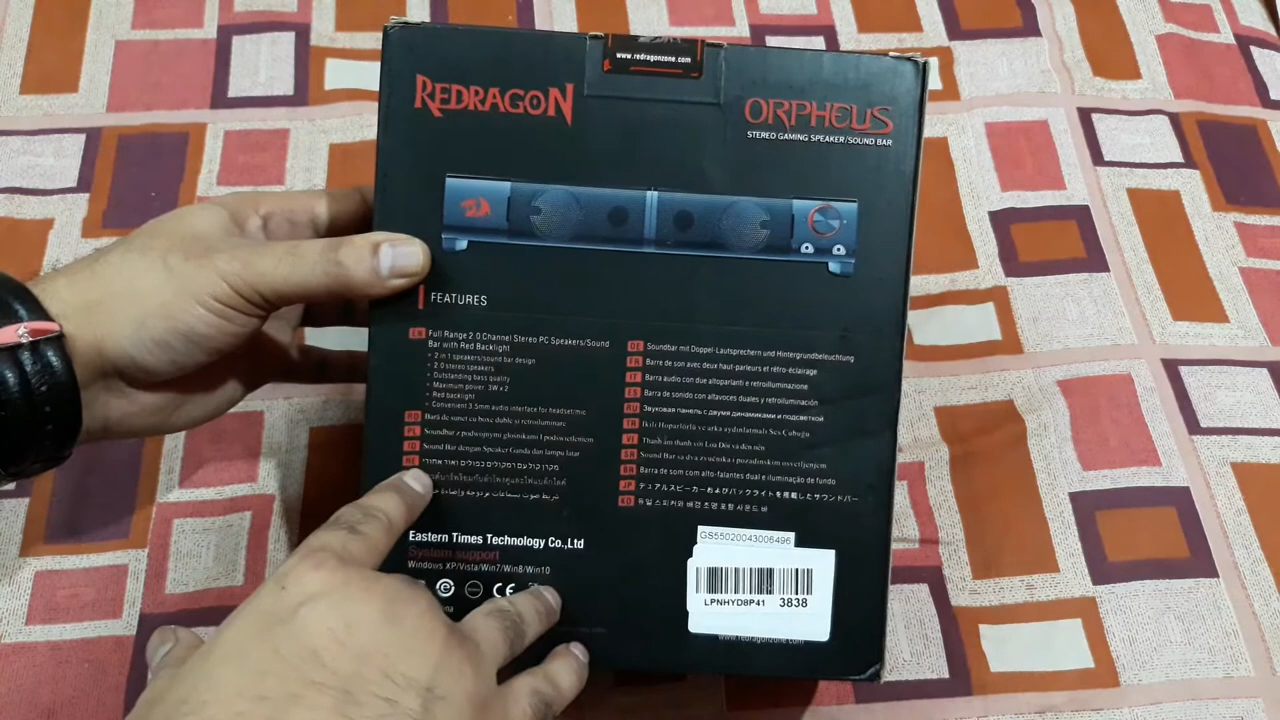 www.redragonzone.com
REDRAGON
ORPHEUS
STEREO GAMING SPEAKER/SOUND BAR
FEATURES
EN Full Range 2.0 Channel Stereo PC Speakers/Sound
Bar with Red Backlight
2 in 1 speakers/sound bar design
2.0 stereo speakers
Outstanding bass quality
Maximum power: 3W x 2
Red backlight
Convenient 3.5mm audio interface for headset/mic
RO Bară de sunet cu boxe duble și retroiluminare
PL Soundbar z podwójnymi głośnikami I podświetleniem
ID Sound Bar dengan Speaker Ganda dan lampu latar
HE מקרן קול עם רמקולים כפולים ואור אחורי
DE Soundbar mit Doppel-Lautsprechern und Hintergrundbeleuchtung
FR Barre de son avec deux haut-parleurs et rétro-éclairage
IT Barra audio con due altoparlanti e retroilluminazione
ES Barra de sonido con altavoces duales y retroiluminación
RU Звуковая панель с двумя динамиками и подсветкой
TR İkili Hoparlörlü ve arka aydınlatmalı Ses Çubuğu
VI Thanh âm thanh với Loa Đôi và đèn nền
SR Sound Bar sa dva zvučnika i pozadinskim osvetljenjem
BR Barra de som com alto-falantes dual e iluminação de fundo
JP デュアルスピーカーおよびバックライトを搭載したサウンドバー
KO 듀얼 스피커와 배경 조명 포함 사운드 바
Eastern Times Technology Co.,Ltd
System support
Windows XP/Vista/Win7/Win8/Win10
CE
GS55020043006496
LPNHYD8P41 3838
www.redragonzone.com